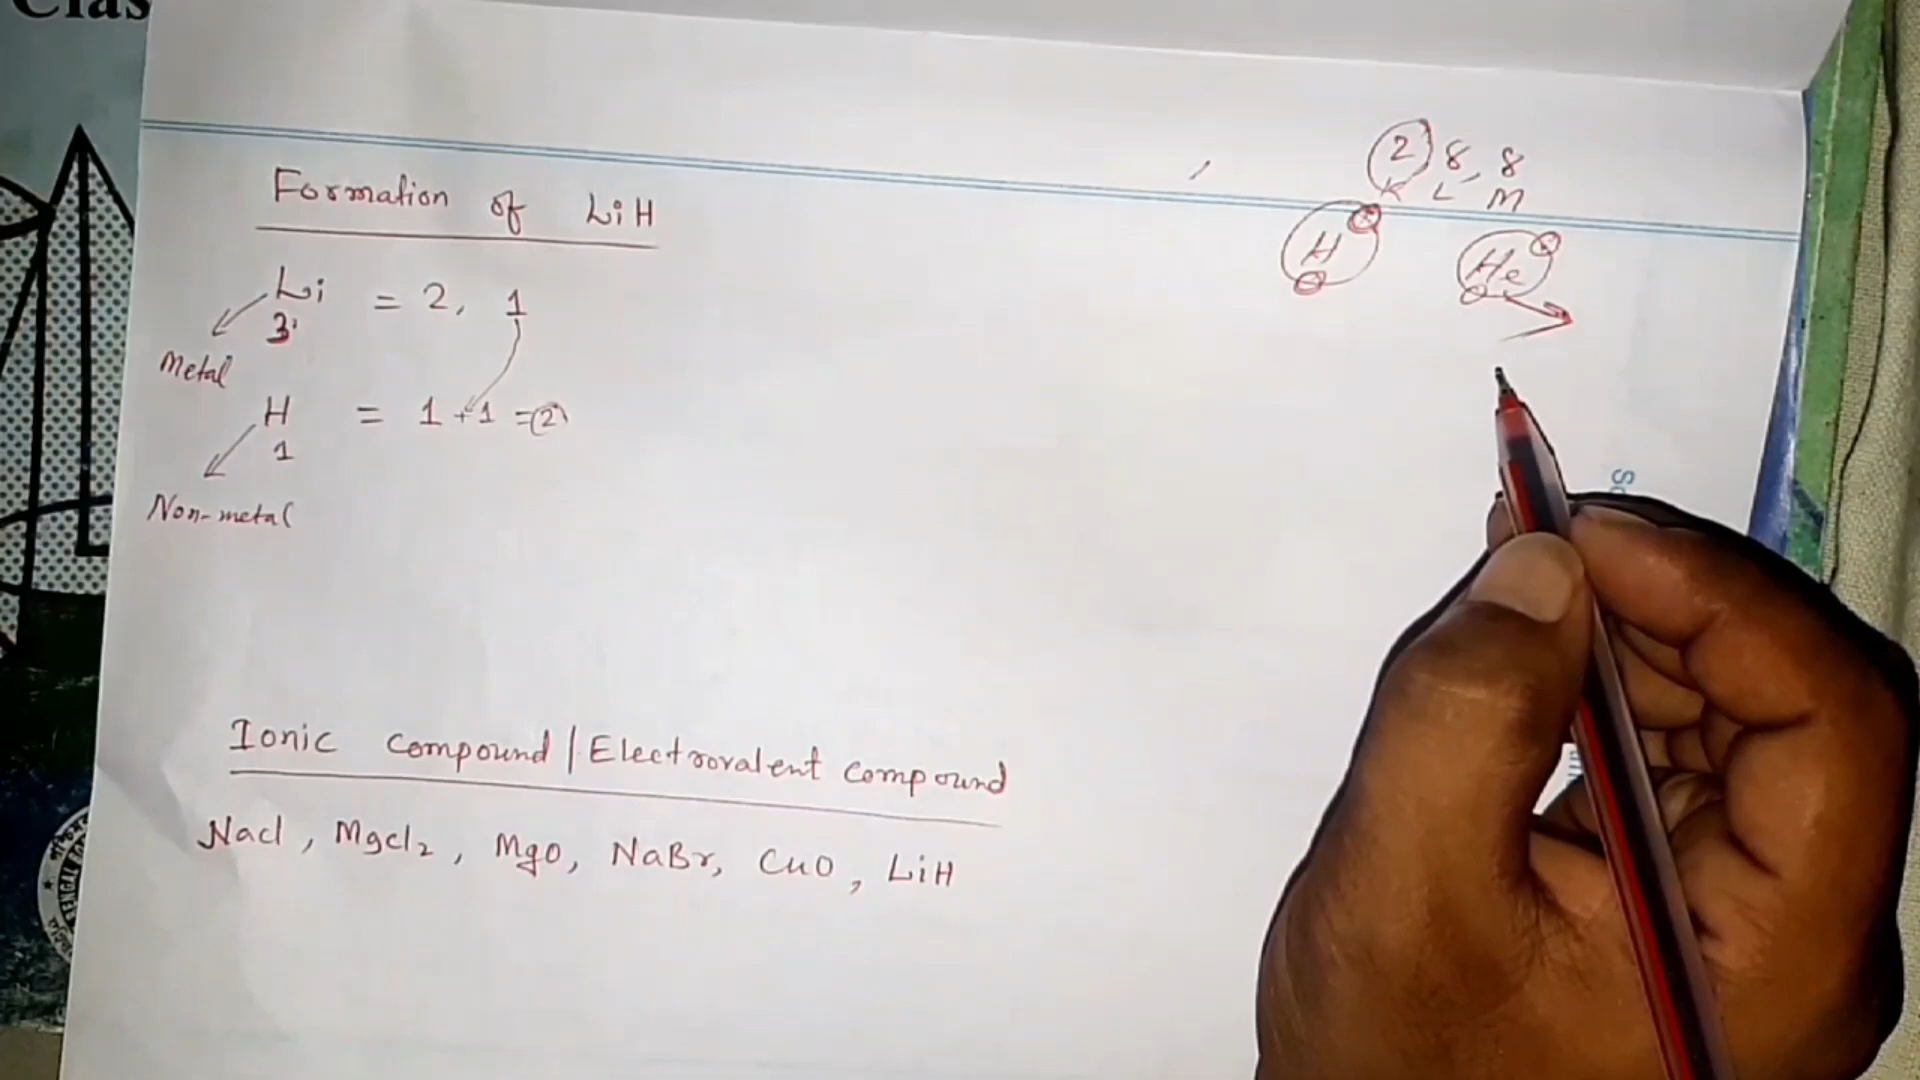 Clas
Formation of LiH
Li = 2, 1
3
Metal
H = 1 + 1 = 2
1
Non-metal
2 8, 8
K L M
H He
Ionic compound | Electrovalent compound
Nacl, Mgcl2, MgO, NaBr, CuO, LiH